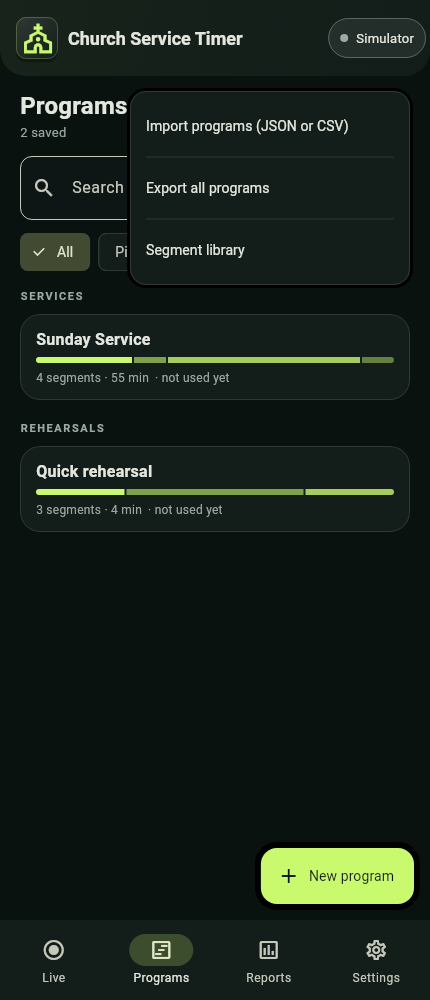 Church Service Timer
Simulator
Programs
2 saved
Import programs (JSON or CSV)
Export all programs
Segment library
Search
All
Pi
SERVICES
Sunday Service
4 segments · 55 min · not used yet
REHEARSALS
Quick rehearsal
3 segments · 4 min · not used yet
New program
Live
Programs
Reports
Settings